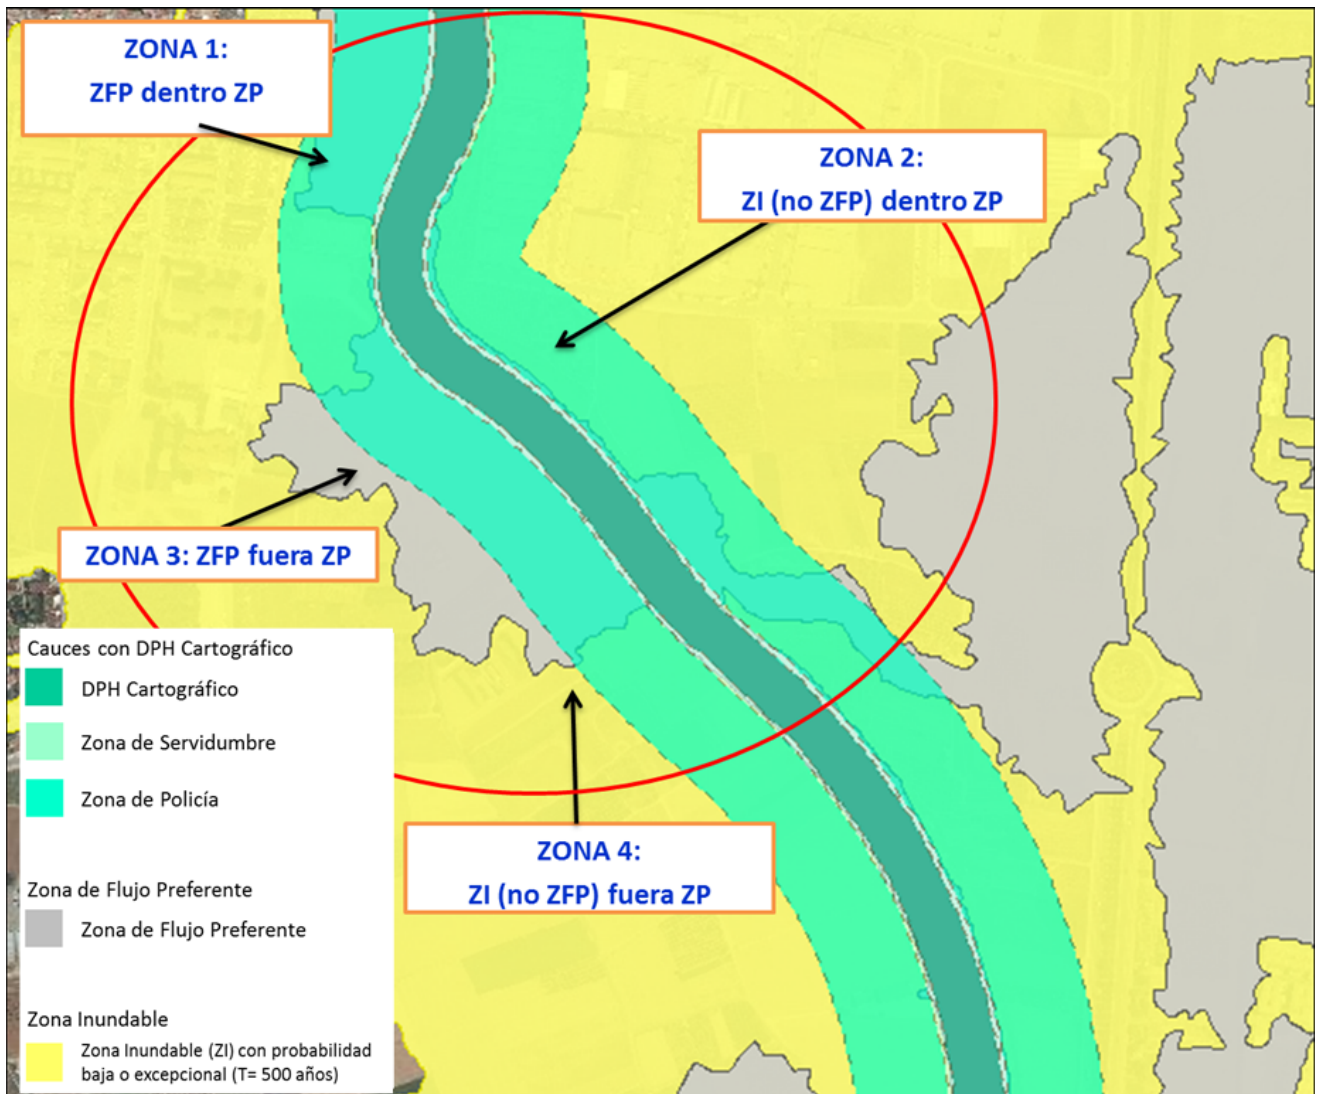 ZONA 1:
ZFP dentro ZP
ZONA 2:
ZI (no ZFP) dentro ZP
ZONA 3: ZFP fuera ZP
ZONA 4:
ZI (no ZFP) fuera ZP
Cauces con DPH Cartográfico
DPH Cartográfico
Zona de Servidumbre
Zona de Policía
Zona de Flujo Preferente
Zona de Flujo Preferente
Zona Inundable
Zona Inundable (ZI) con probabilidad
baja o excepcional (T= 500 años)